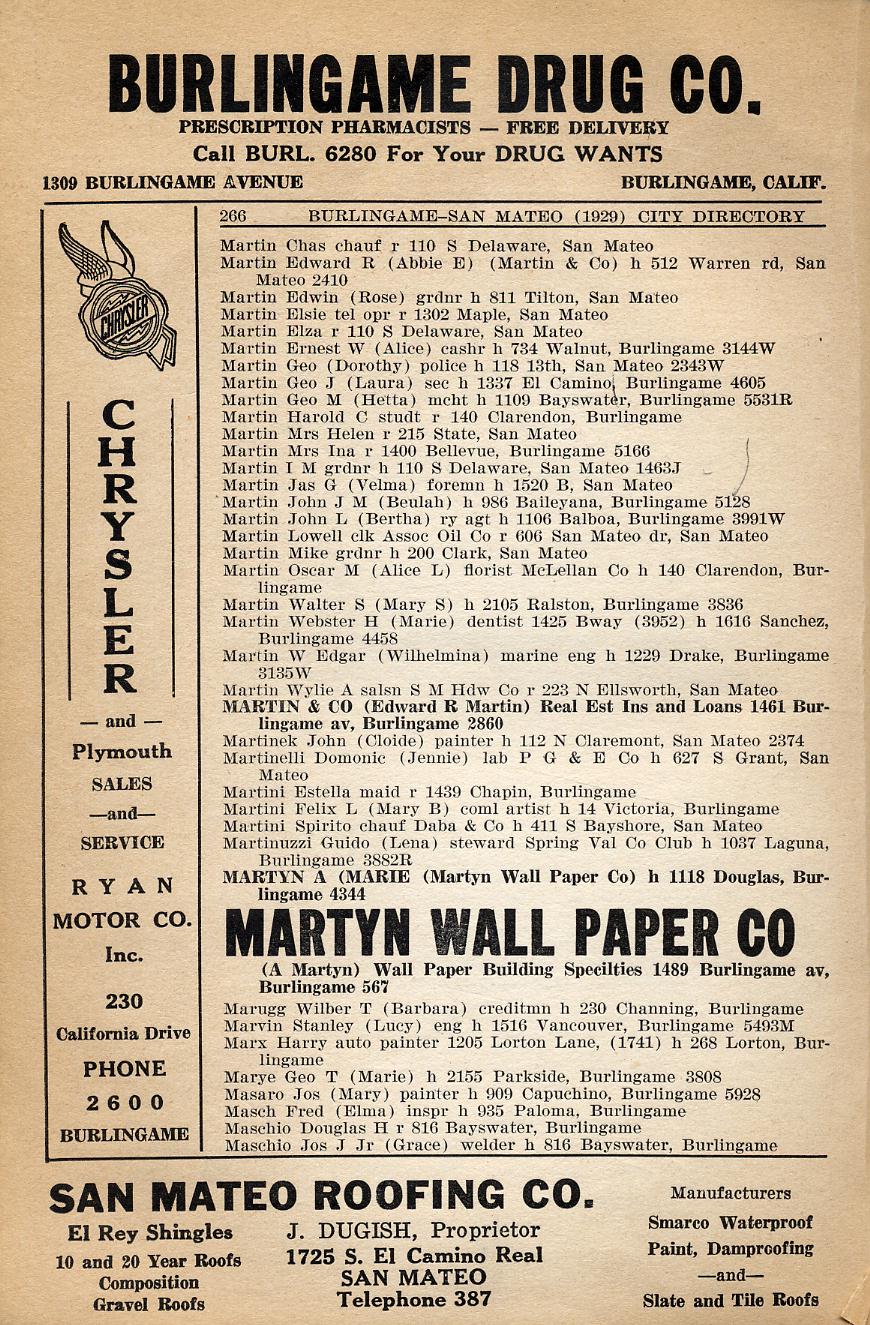 BURLINGAME DRUG CO.
PRESCRIPTION PHARMACISTS — FREE DELIVERY
Call BURL. 6280 For Your DRUG WANTS
1309 BURLINGAME AVENUE BURLINGAME, CALIF.
CHRYSLER
CHRYSLER
— and —
Plymouth
SALES
—and—
SERVICE
RYAN
MOTOR CO.
Inc.
230
California Drive
PHONE
2600
BURLINGAME
266 BURLINGAME–SAN MATEO (1929) CITY DIRECTORY
Martin Chas chauf r 110 S Delaware, San Mateo
Martin Edward R (Abbie E) (Martin & Co) h 512 Warren rd, San
Mateo 2410
Martin Edwin (Rose) grdnr h 811 Tilton, San Mateo
Martin Elsie tel opr r 1302 Maple, San Mateo
Martin Elza r 110 S Delaware, San Mateo
Martin Ernest W (Alice) cashr h 734 Walnut, Burlingame 3144W
Martin Geo (Dorothy) police h 118 13th, San Mateo 2343W
Martin Geo J (Laura) sec h 1337 El Camino, Burlingame 4605
Martin Geo M (Hetta) mcht h 1109 Bayswater, Burlingame 5531R
Martin Harold C studt r 140 Clarendon, Burlingame
Martin Mrs Helen r 215 State, San Mateo
Martin Mrs Ina r 1400 Bellevue, Burlingame 5166
Martin I M grdnr h 110 S Delaware, San Mateo 1463J
Martin Jas G (Velma) foremn h 1520 B, San Mateo
Martin John J M (Beulah) h 986 Baileyana, Burlingame 5128
Martin John L (Bertha) ry agt h 1106 Balboa, Burlingame 3991W
Martin Lowell clk Assoc Oil Co r 606 San Mateo dr, San Mateo
Martin Mike grdnr h 200 Clark, San Mateo
Martin Oscar M (Alice L) florist McLellan Co h 140 Clarendon, Bur-
lingame
Martin Walter S (Mary S) h 2105 Ralston, Burlingame 3836
Martin Webster H (Marie) dentist 1425 Bway (3952) h 1616 Sanchez,
Burlingame 4458
Martin W Edgar (Wilhelmina) marine eng h 1229 Drake, Burlingame
3135W
Martin Wylie A salsn S M Hdw Co r 223 N Ellsworth, San Mateo
MARTIN & CO (Edward R Martin) Real Est Ins and Loans 1461 Bur-
lingame av, Burlingame 2860
Martinek John (Cloide) painter h 112 N Claremont, San Mateo 2374
Martinelli Domonic (Jennie) lab P G & E Co h 627 S Grant, San
Mateo
Martini Estella maid r 1439 Chapin, Burlingame
Martini Felix L (Mary B) coml artist h 14 Victoria, Burlingame
Martini Spirito chauf Daba & Co h 411 S Bayshore, San Mateo
Martinuzzi Guido (Lena) steward Spring Val Co Club h 1037 Laguna,
Burlingame 3882R
MARTYN A (MARIE (Martyn Wall Paper Co) h 1118 Douglas, Bur-
lingame 4344
MARTYN WALL PAPER CO
(A Martyn) Wall Paper Building Specilties 1489 Burlingame av,
Burlingame 567
Marugg Wilber T (Barbara) creditmn h 230 Channing, Burlingame
Marvin Stanley (Lucy) eng h 1516 Vancouver, Burlingame 5493M
Marx Harry auto painter 1205 Lorton Lane, (1741) h 268 Lorton, Bur-
lingame
Marye Geo T (Marie) h 2155 Parkside, Burlingame 3808
Masaro Jos (Mary) painter h 909 Capuchino, Burlingame 5928
Masch Fred (Elma) inspr h 935 Paloma, Burlingame
Maschio Douglas H r 816 Bayswater, Burlingame
Maschio Jos J Jr (Grace) welder h 816 Bayswater, Burlingame
SAN MATEO ROOFING CO.
El Rey Shingles
10 and 20 Year Roofs
Composition
Gravel Roofs
J. DUGISH, Proprietor
1725 S. El Camino Real
SAN MATEO
Telephone 387
Manufacturers
Smarco Waterproof
Paint, Dampproofing
—and—
Slate and Tile Roofs